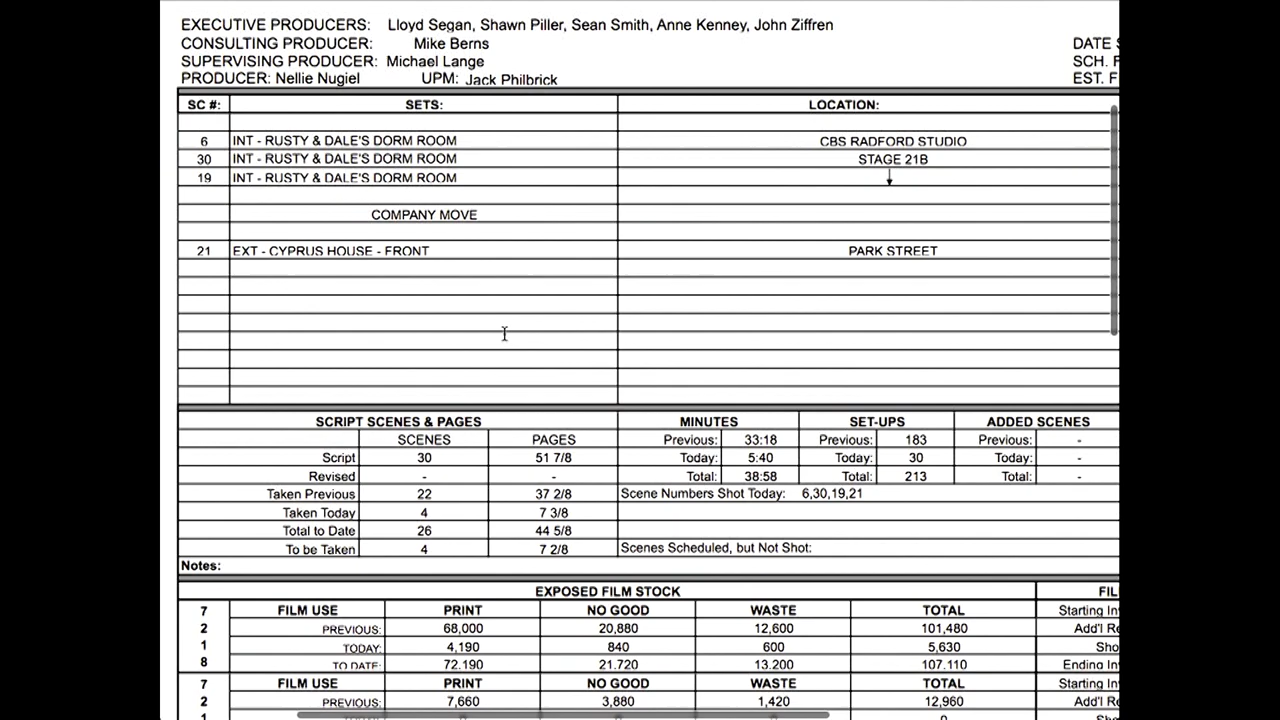 EXECUTIVE PRODUCERS: Lloyd Segan, Shawn Piller, Sean Smith, Anne Kenney, John Ziffren
CONSULTING PRODUCER: Mike Berns DATE
SUPERVISING PRODUCER: Michael Lange SCH.
PRODUCER: Nellie Nugiel UPM: Jack Philbrick EST.
SC #: SETS: LOCATION:
6 INT - RUSTY & DALE'S DORM ROOM CBS RADFORD STUDIO
30 INT - RUSTY & DALE'S DORM ROOM STAGE 21B
19 INT - RUSTY & DALE'S DORM ROOM
COMPANY MOVE
21 EXT - CYPRUS HOUSE - FRONT PARK STREET
SCRIPT SCENES & PAGES MINUTES SET-UPS ADDED SCENES
SCENES PAGES Previous: 33:18 Previous: 183 Previous: -
Script 30 51 7/8 Today: 5:40 Today: 30 Today: -
Revised - - Total: 38:58 Total: 213 Total: -
Taken Previous 22 37 2/8 Scene Numbers Shot Today: 6,30,19,21
Taken Today 4 7 3/8
Total to Date 26 44 5/8
To be Taken 4 7 2/8 Scenes Scheduled, but Not Shot:
Notes:
EXPOSED FILM STOCK FIL
7 FILM USE PRINT NO GOOD WASTE TOTAL Starting In
2 PREVIOUS: 68,000 20,880 12,600 101,480 Add'l Re
1 TODAY: 4,190 840 600 5,630 Sho
8 TO DATE: 72,190 21,720 13,200 107,110 Ending In
7 FILM USE PRINT NO GOOD WASTE TOTAL Starting In
2 PREVIOUS: 7,660 3,880 1,420 12,960 Add'l Re